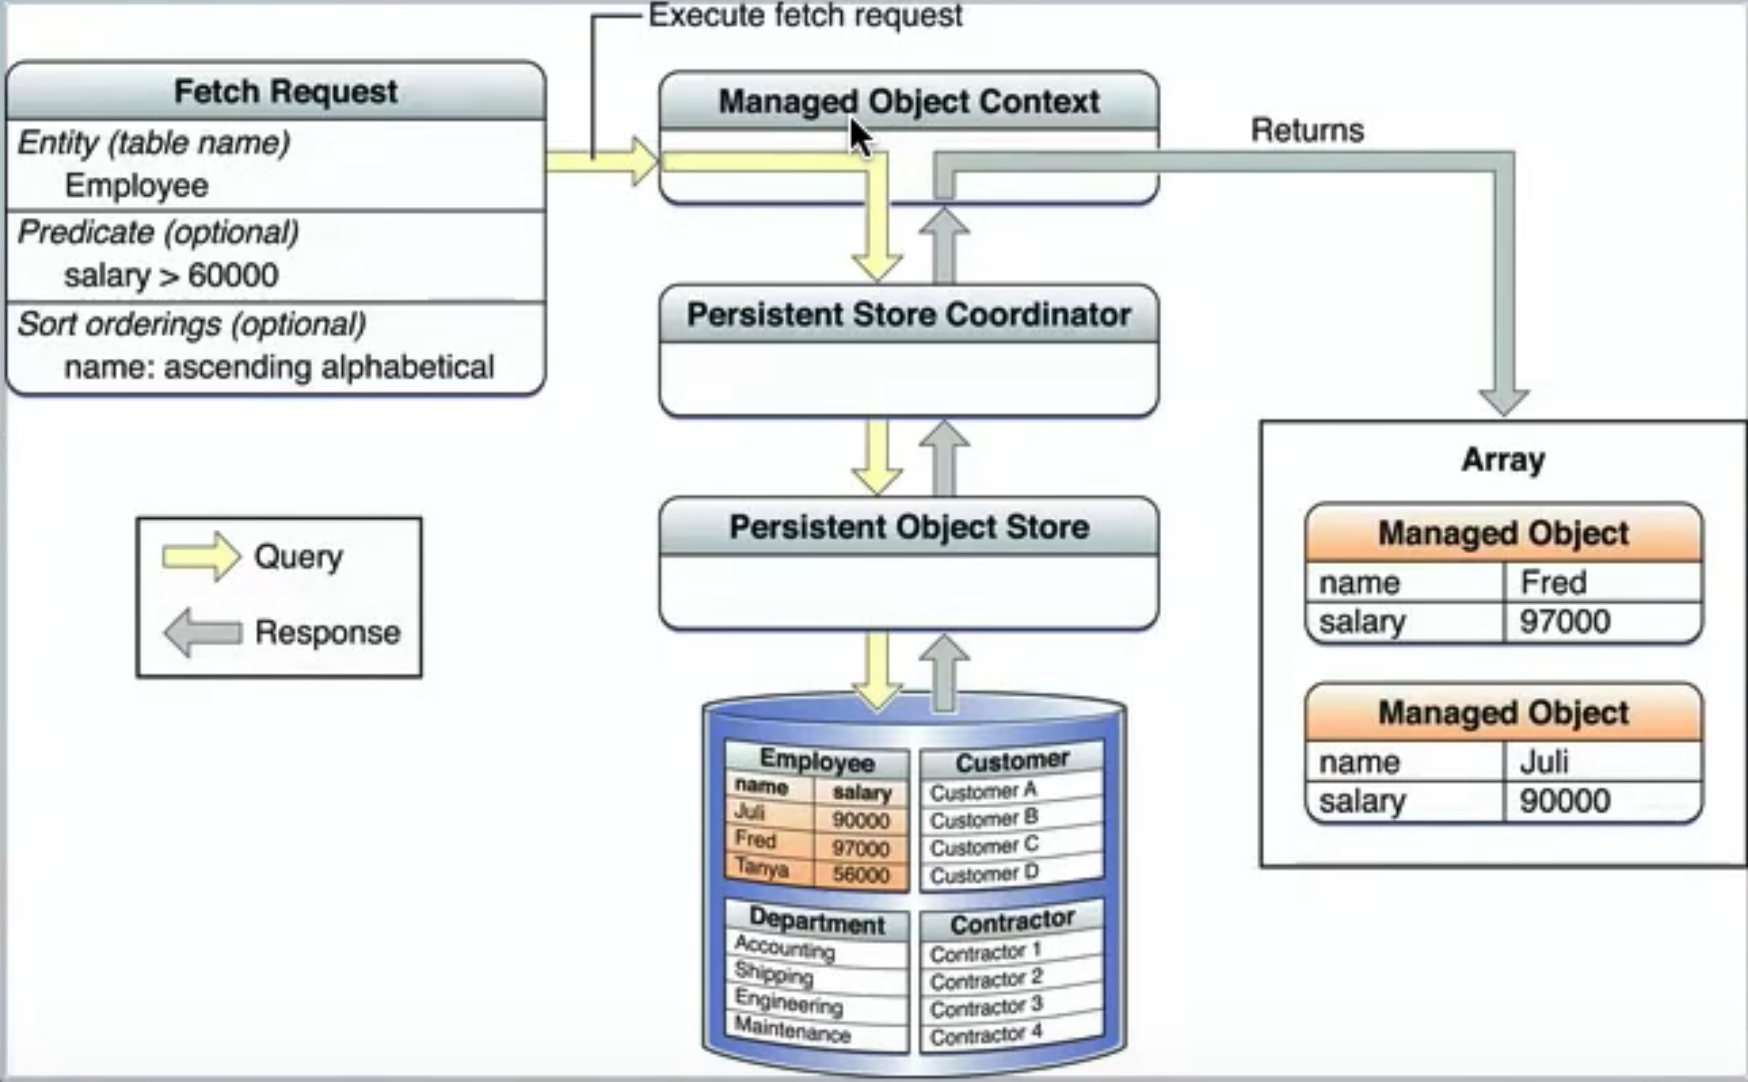 Execute fetch request
Fetch Request
Entity (table name)
Employee
Predicate (optional)
salary > 60000
Sort orderings (optional)
name: ascending alphabetical
Managed Object Context
Returns
Persistent Store Coordinator
Persistent Object Store
Query
Response
Employee
name salary
Juli 90000
Fred 97000
Tanya 56000
Customer
Customer A
Customer B
Customer C
Customer D
Department
Accounting
Shipping
Engineering
Maintenance
Contractor
Contractor 1
Contractor 2
Contractor 3
Contractor 4
Array
Managed Object
name Fred
salary 97000
Managed Object
name Juli
salary 90000